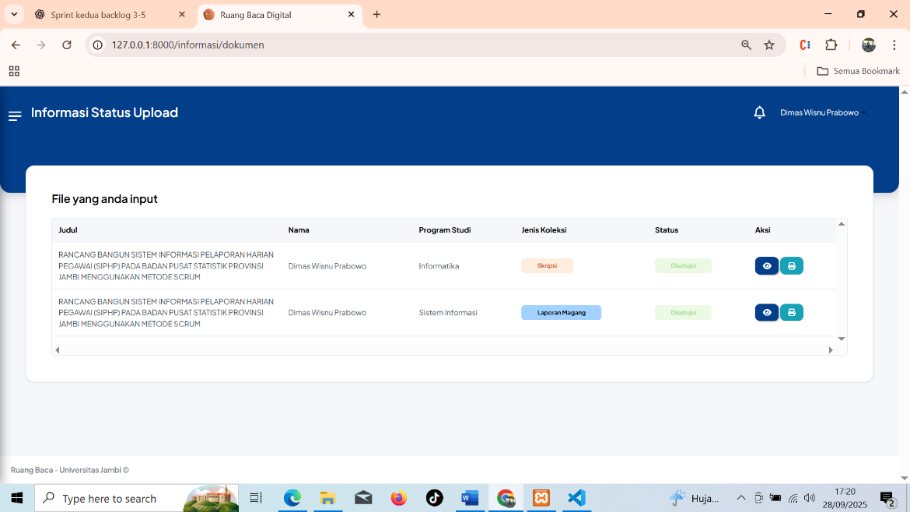 Sprint kedua backlog 3-5
Ruang Baca Digital
127.0.0.1:8000/informasi/dokumen
Semua Bookmark
Informasi Status Upload
Dimas Wisnu Prabowo
File yang anda input
Judul Nama Program Studi Jenis Koleksi Status Aksi
RANCANG BANGUN SISTEM INFORMASI PELAPORAN HARIAN
PEGAWAI (SIPHP) PADA BADAN PUSAT STATISTIK PROVINSI
JAMBI MENGGUNAKAN METODE SCRUM
Dimas Wisnu Prabowo Informatika Skripsi Disetujui
RANCANG BANGUN SISTEM INFORMASI PELAPORAN HARIAN
PEGAWAI (SIPHP) PADA BADAN PUSAT STATISTIK PROVINSI
JAMBI MENGGUNAKAN METODE SCRUM
Dimas Wisnu Prabowo Sistem Informasi Laporan Magang Disetujui
Ruang Baca - Universitas Jambi ©
Type here to search
Huja...
17:20
28/09/2025
2